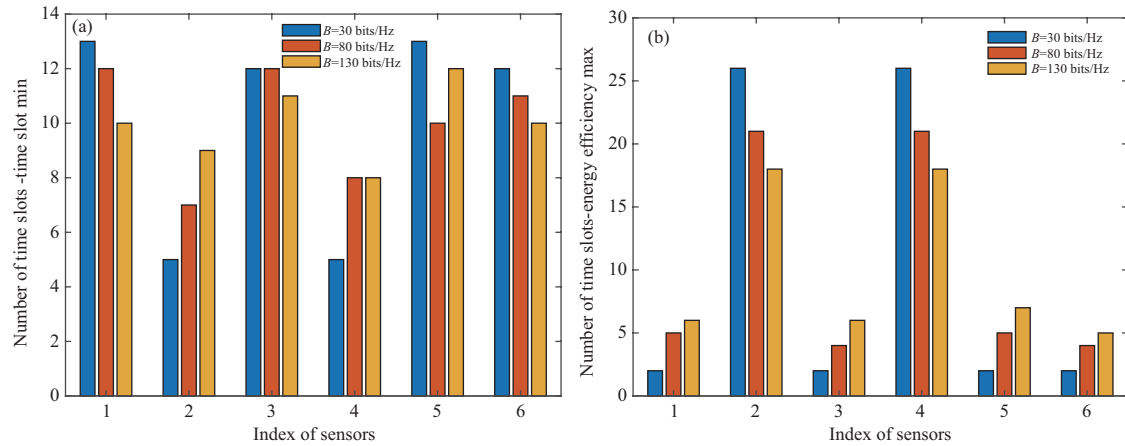 (a)
B=30 bits/Hz
B=80 bits/Hz
B=130 bits/Hz
Number of time slots -time slot min
14
12
10
8
6
4
2
0
1 2 3 4 5 6
Index of sensors
(b)
B=30 bits/Hz
B=80 bits/Hz
B=130 bits/Hz
Number of time slots-energy efficiency max
30
25
20
15
10
5
0
1 2 3 4 5 6
Index of sensors